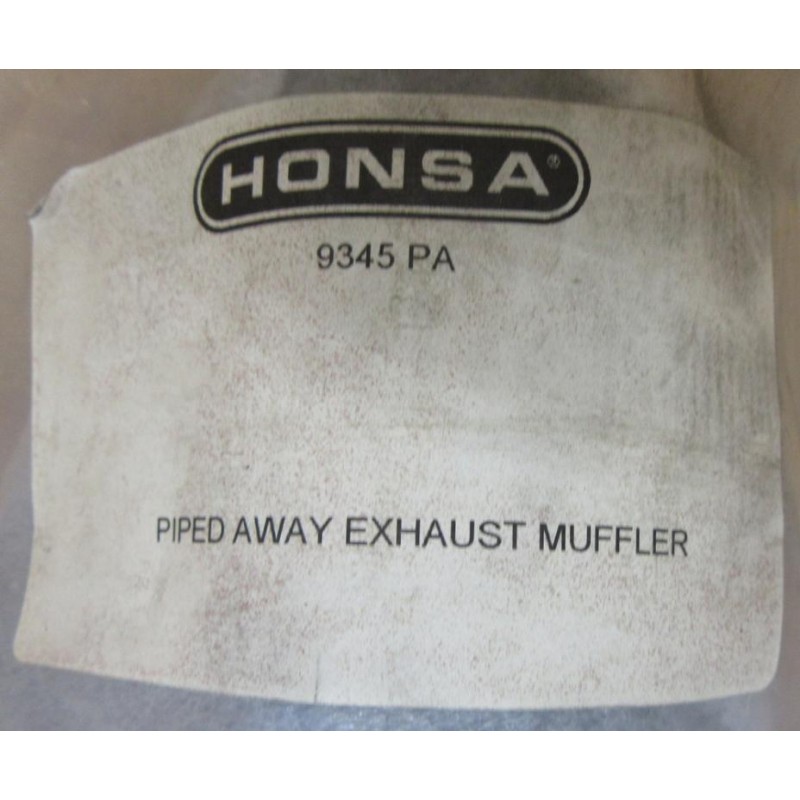 HONSA®
9345 PA
PIPED AWAY EXHAUST MUFFLER